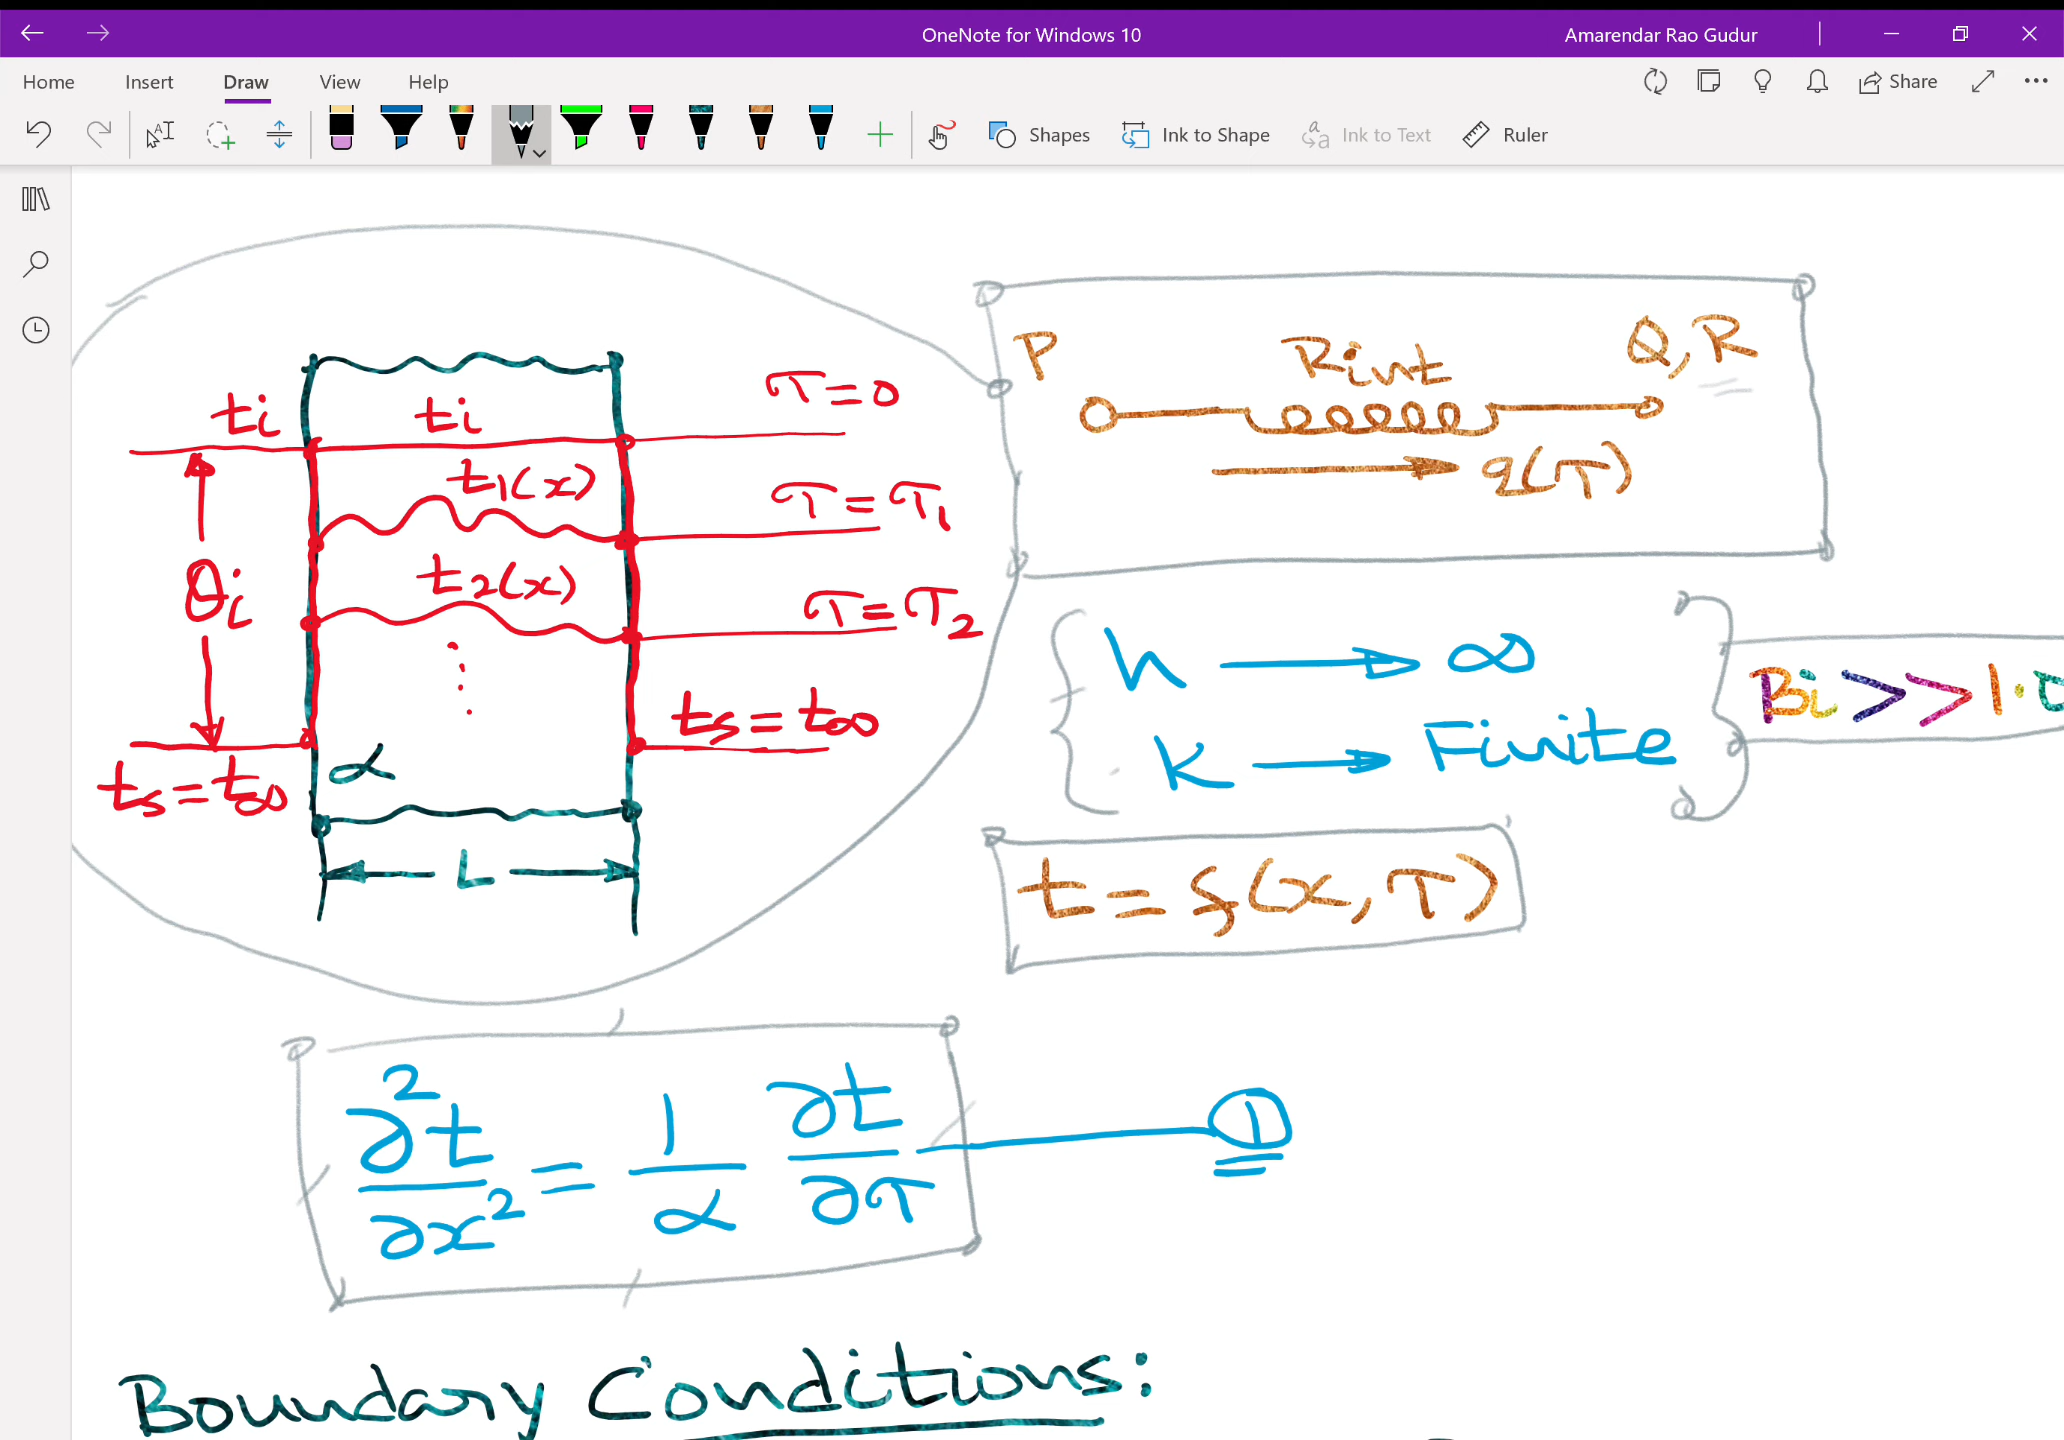 OneNote for Windows 10
Amarendar Rao Gudur
Home Insert Draw View Help
Share
Shapes Ink to Shape Ink to Text Ruler
ti ti τ=0
t1(x) τ=τ1
θi t2(x) τ=τ2
ts=t∞
ts=t∞ α
L
P Rint Q, R
q(τ)
h → ∞
k → Finite
Bi>>1.0
t=f(x,τ)
∂²t/∂x² = 1/α ∂t/∂τ ①
Boundary Conditions: